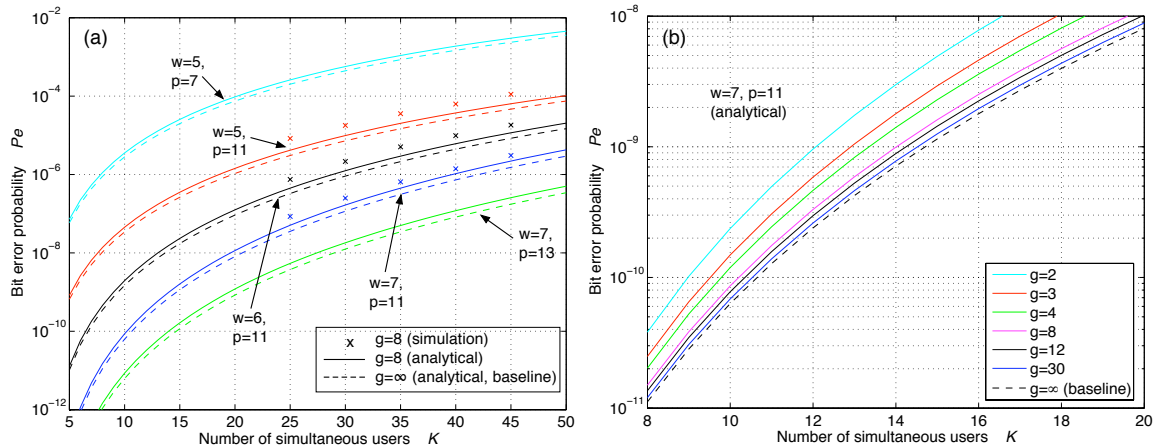 (a)
Bit error probability Pe
10^-2
10^-4
10^-6
10^-8
10^-10
10^-12
w=5,
p=7
w=5,
p=11
w=6,
p=11
w=7,
p=11
w=7,
p=13
x g=8 (simulation)
g=8 (analytical)
g=∞ (analytical, baseline)
5 10 15 20 25 30 35 40 45 50
Number of simultaneous users K
(b)
Bit error probability Pe
10^-8
10^-9
10^-10
10^-11
w=7, p=11
(analytical)
g=2
g=3
g=4
g=8
g=12
g=30
g=∞ (baseline)
8 10 12 14 16 18 20
Number of simultaneous users K